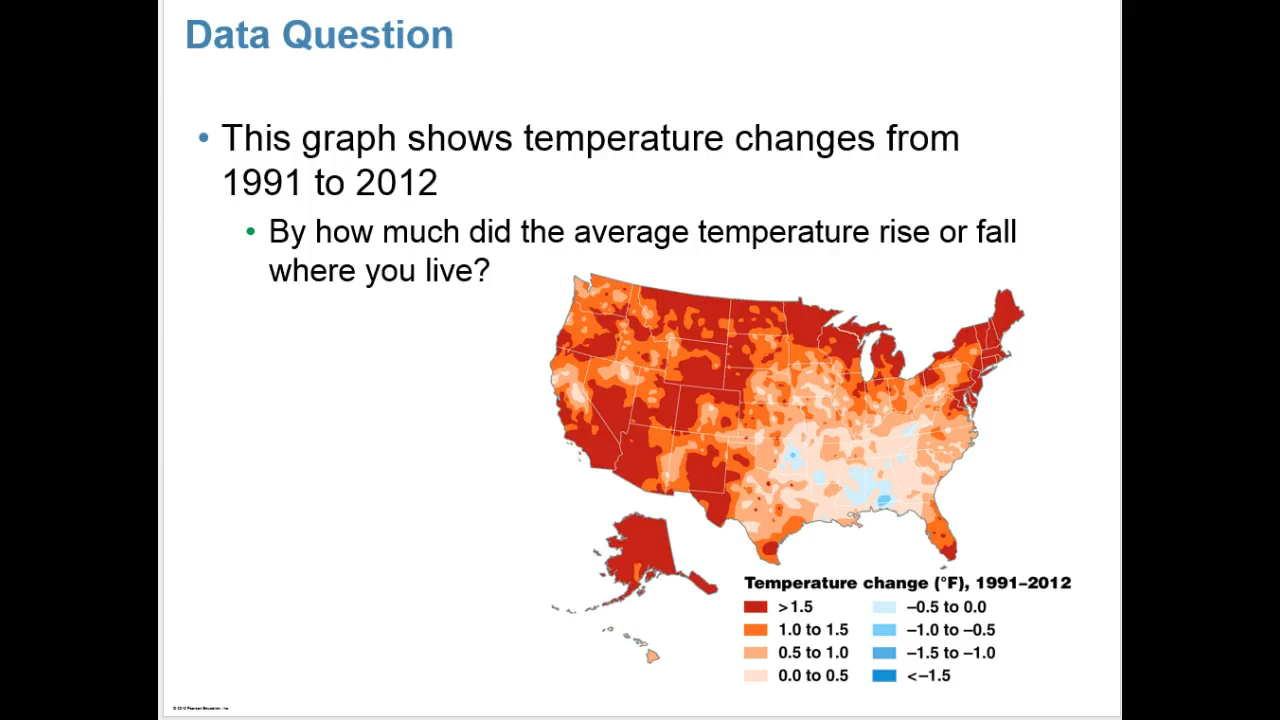 Data Question
• This graph shows temperature changes from
1991 to 2012
• By how much did the average temperature rise or fall
where you live?
Temperature change (°F), 1991–2012
>1.5
–0.5 to 0.0
1.0 to 1.5
–1.0 to –0.5
0.5 to 1.0
–1.5 to –1.0
0.0 to 0.5
<–1.5
Pearson Education, Inc.